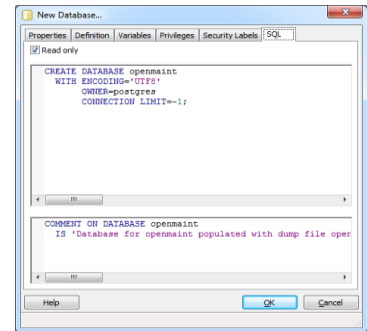 New Database...
Properties Definition Variables Privileges Security Labels SQL
Read only
CREATE DATABASE openmaint
WITH ENCODING='UTF8'
OWNER=postgres
CONNECTION LIMIT=-1;
COMMENT ON DATABASE openmaint
IS 'Database for openmaint populated with dump file oper
Help OK Cancel